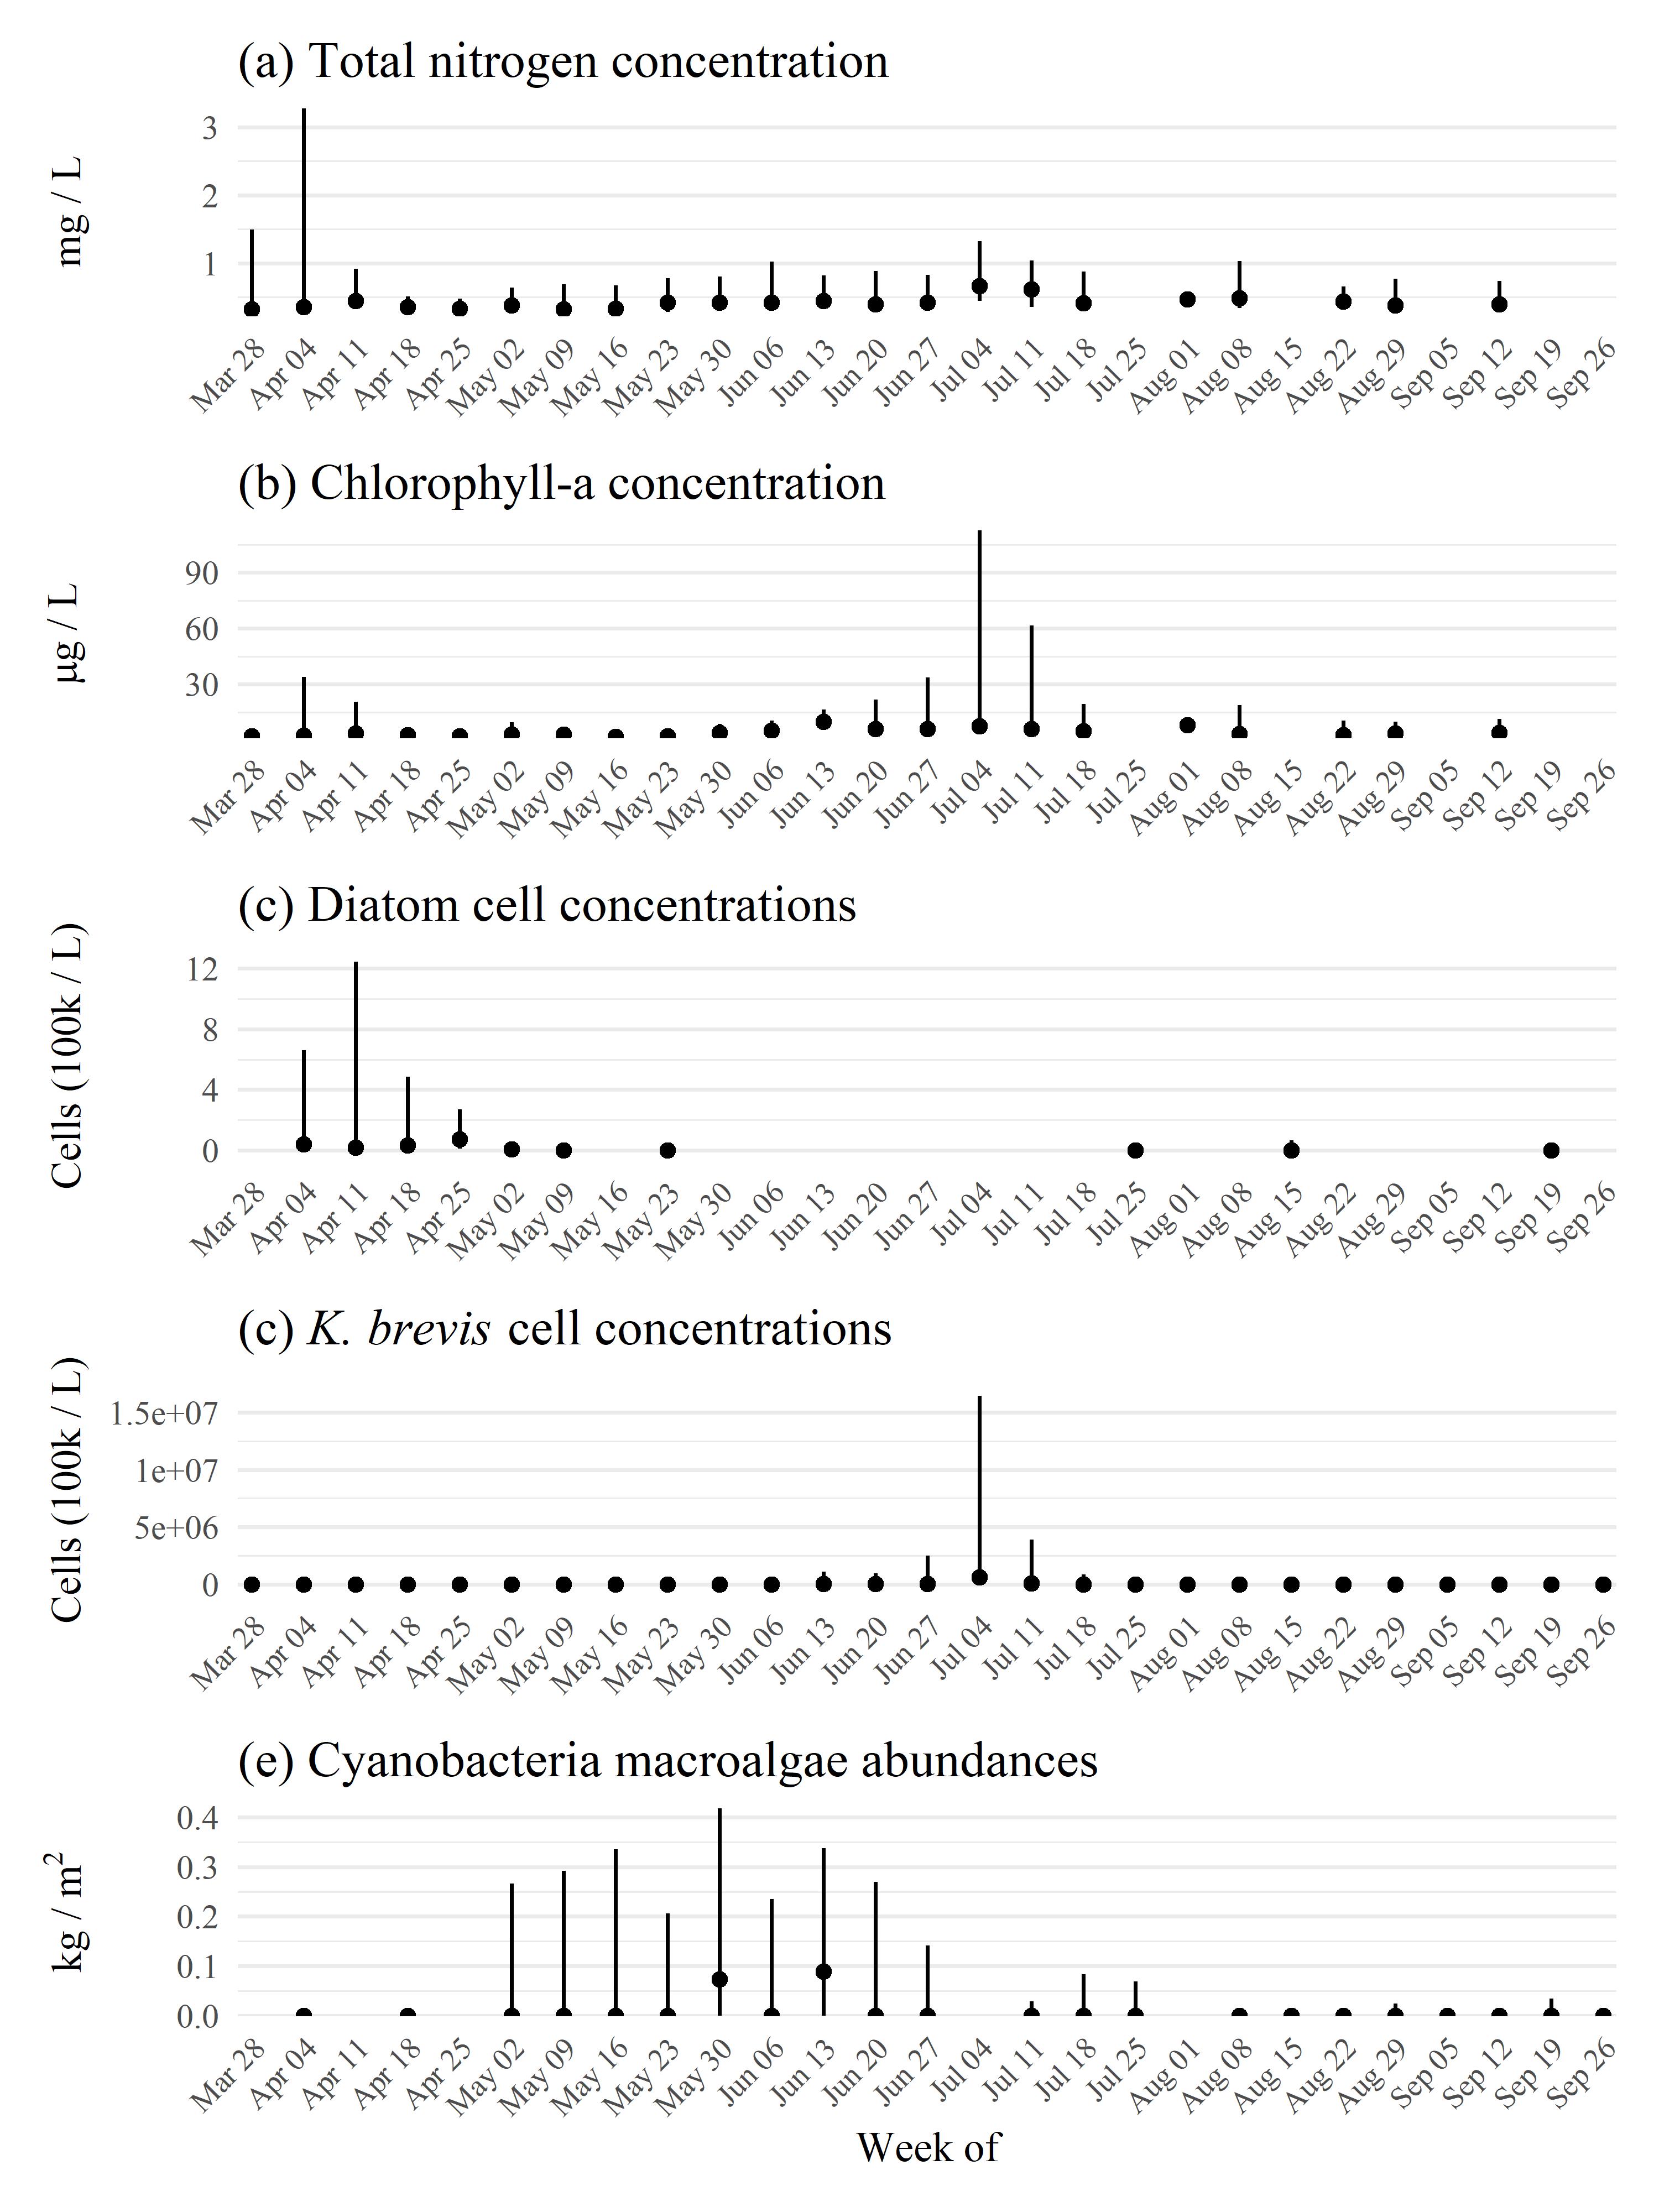 (a) Total nitrogen concentration
mg / L
3
2
1
Mar 28 Apr 04 Apr 11 Apr 18 Apr 25 May 02 May 09 May 16 May 23 May 30 Jun 06 Jun 13 Jun 20 Jun 27 Jul 04 Jul 11 Jul 18 Jul 25 Aug 01 Aug 08 Aug 15 Aug 22 Aug 29 Sep 05 Sep 12 Sep 19 Sep 26
(b) Chlorophyll-a concentration
µg / L
90
60
30
Mar 28 Apr 04 Apr 11 Apr 18 Apr 25 May 02 May 09 May 16 May 23 May 30 Jun 06 Jun 13 Jun 20 Jun 27 Jul 04 Jul 11 Jul 18 Jul 25 Aug 01 Aug 08 Aug 15 Aug 22 Aug 29 Sep 05 Sep 12 Sep 19 Sep 26
(c) Diatom cell concentrations
Cells (100k / L)
12
8
4
0
Mar 28 Apr 04 Apr 11 Apr 18 Apr 25 May 02 May 09 May 16 May 23 May 30 Jun 06 Jun 13 Jun 20 Jun 27 Jul 04 Jul 11 Jul 18 Jul 25 Aug 01 Aug 08 Aug 15 Aug 22 Aug 29 Sep 05 Sep 12 Sep 19 Sep 26
(c) K. brevis cell concentrations
Cells (100k / L)
1.5e+07
1e+07
5e+06
0
Mar 28 Apr 04 Apr 11 Apr 18 Apr 25 May 02 May 09 May 16 May 23 May 30 Jun 06 Jun 13 Jun 20 Jun 27 Jul 04 Jul 11 Jul 18 Jul 25 Aug 01 Aug 08 Aug 15 Aug 22 Aug 29 Sep 05 Sep 12 Sep 19 Sep 26
(e) Cyanobacteria macroalgae abundances
kg / m²
0.4
0.3
0.2
0.1
0.0
Mar 28 Apr 04 Apr 11 Apr 18 Apr 25 May 02 May 09 May 16 May 23 May 30 Jun 06 Jun 13 Jun 20 Jun 27 Jul 04 Jul 11 Jul 18 Jul 25 Aug 01 Aug 08 Aug 15 Aug 22 Aug 29 Sep 05 Sep 12 Sep 19 Sep 26
Week of